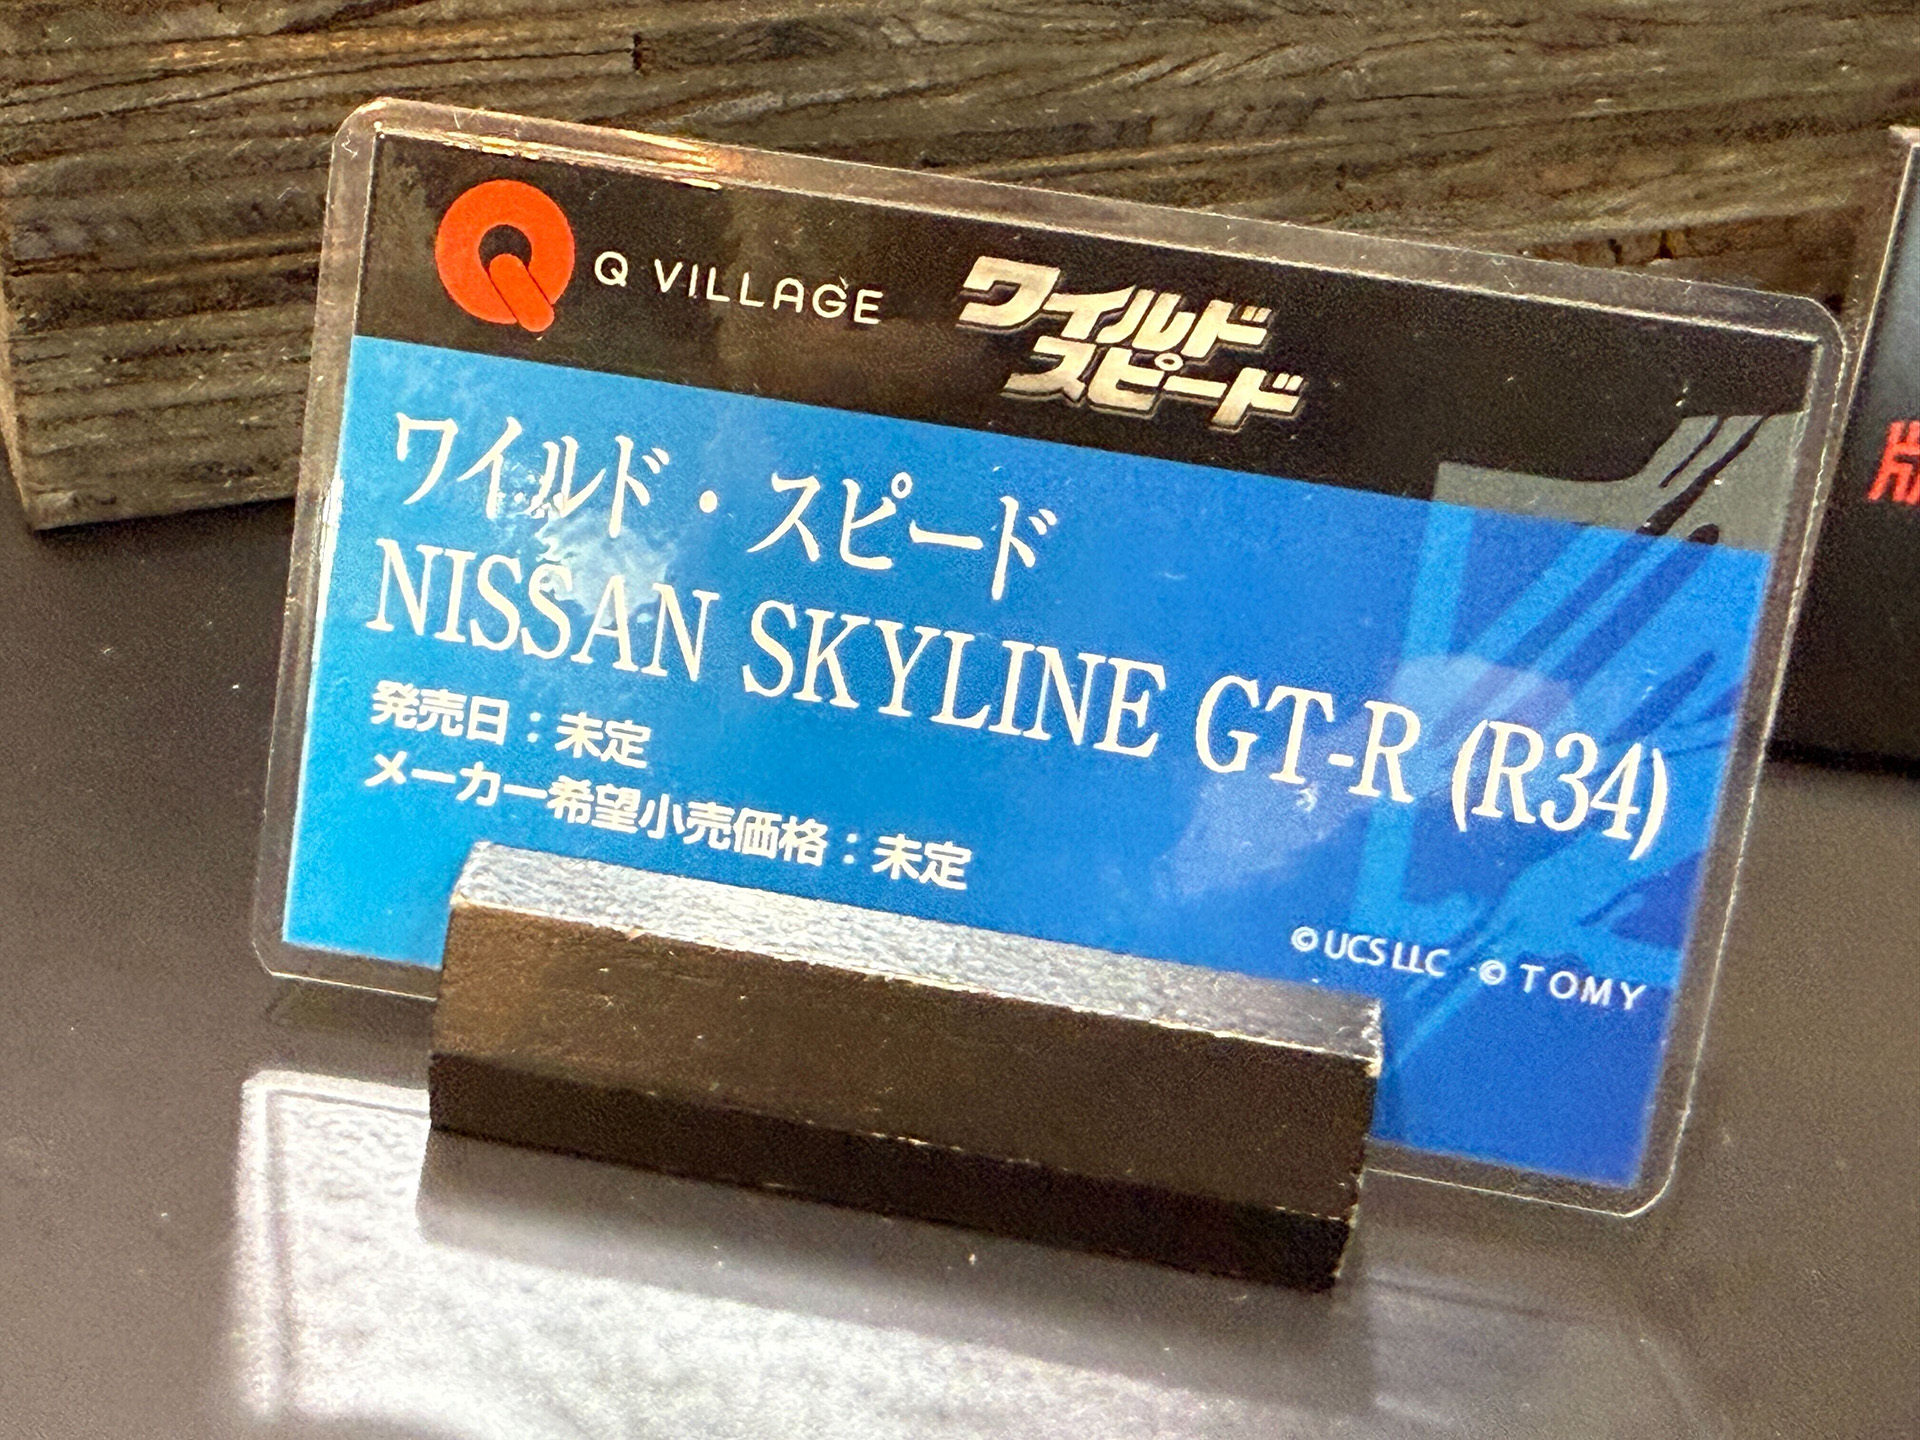 Q VILLAGE
ワイルド
スピード
ワイルド・スピード
NISSAN SKYLINE GT-R (R34)
発売日：未定
メーカー希望小売価格：未定
©UCS LLC ©TOMY